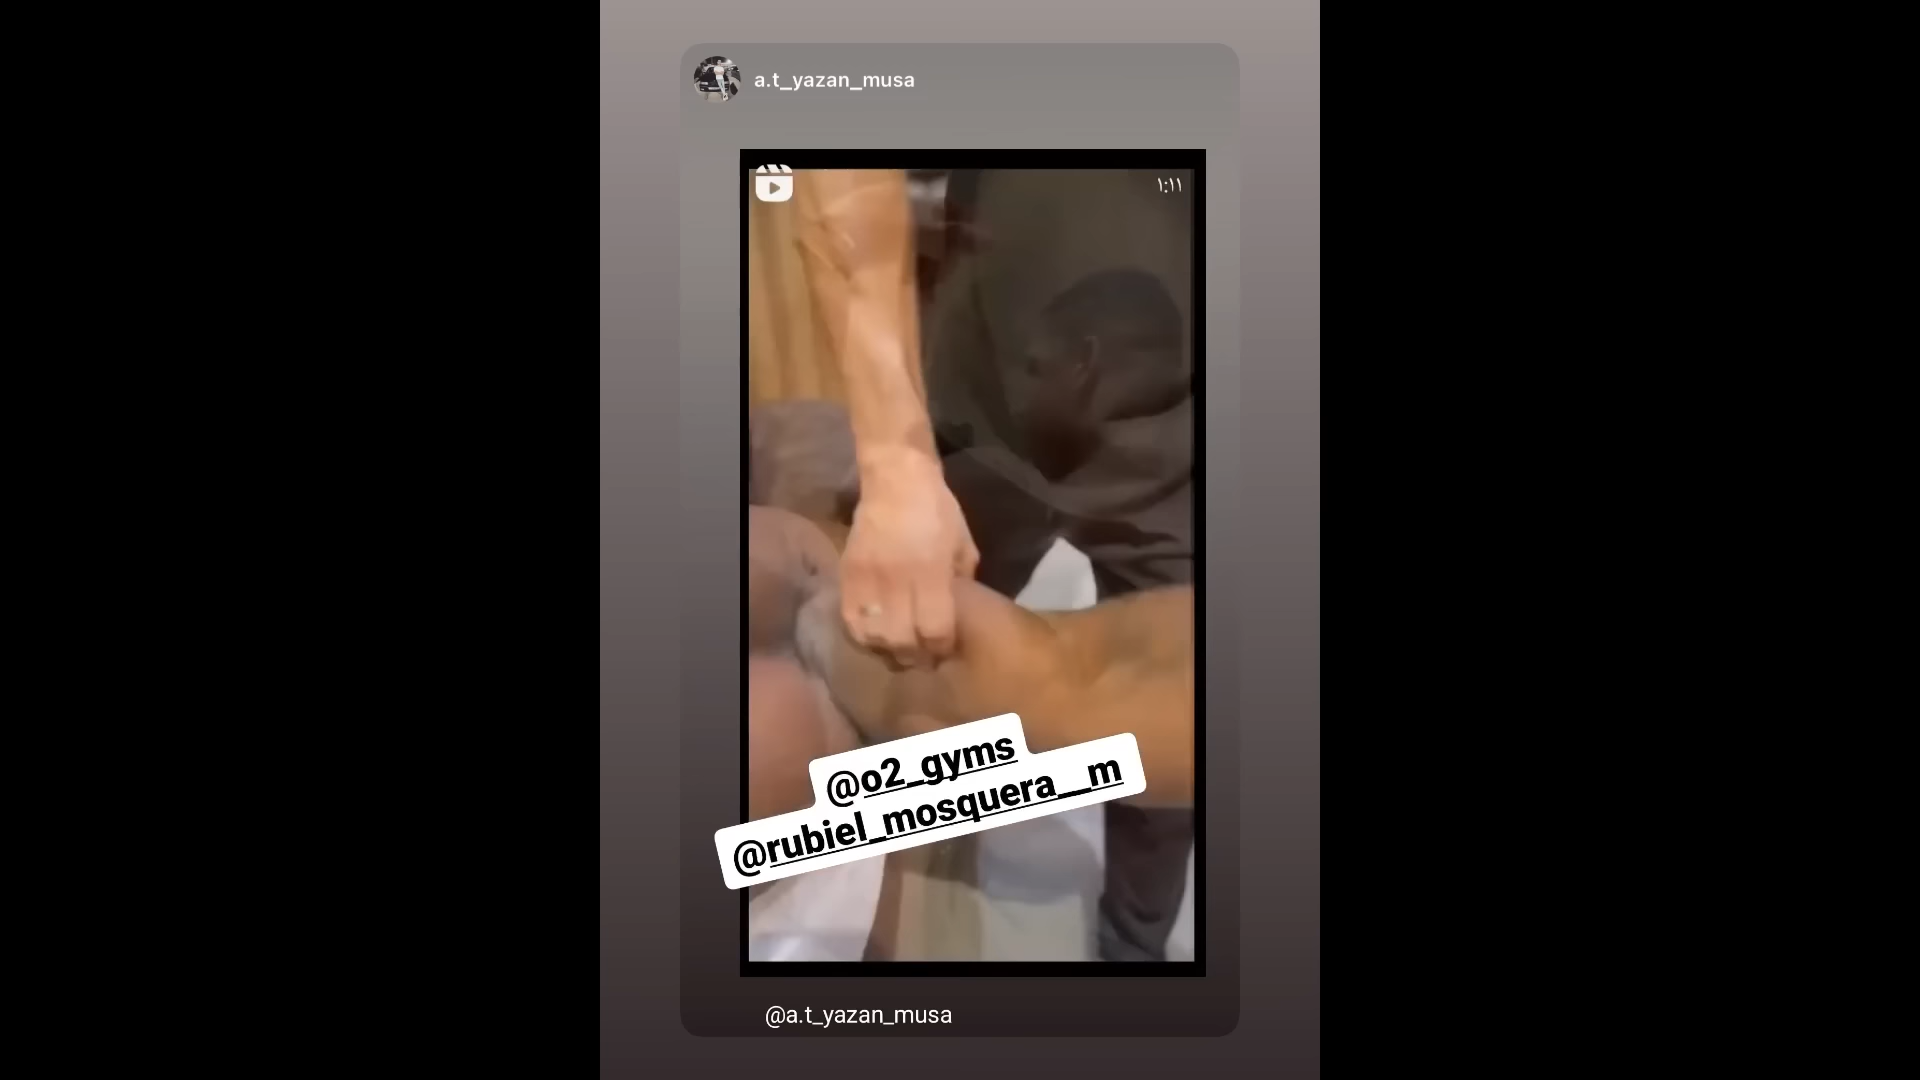 a.t_yazan_musa
١:١١
@o2_gyms
@rubiel_mosquera__m
@a.t_yazan_musa